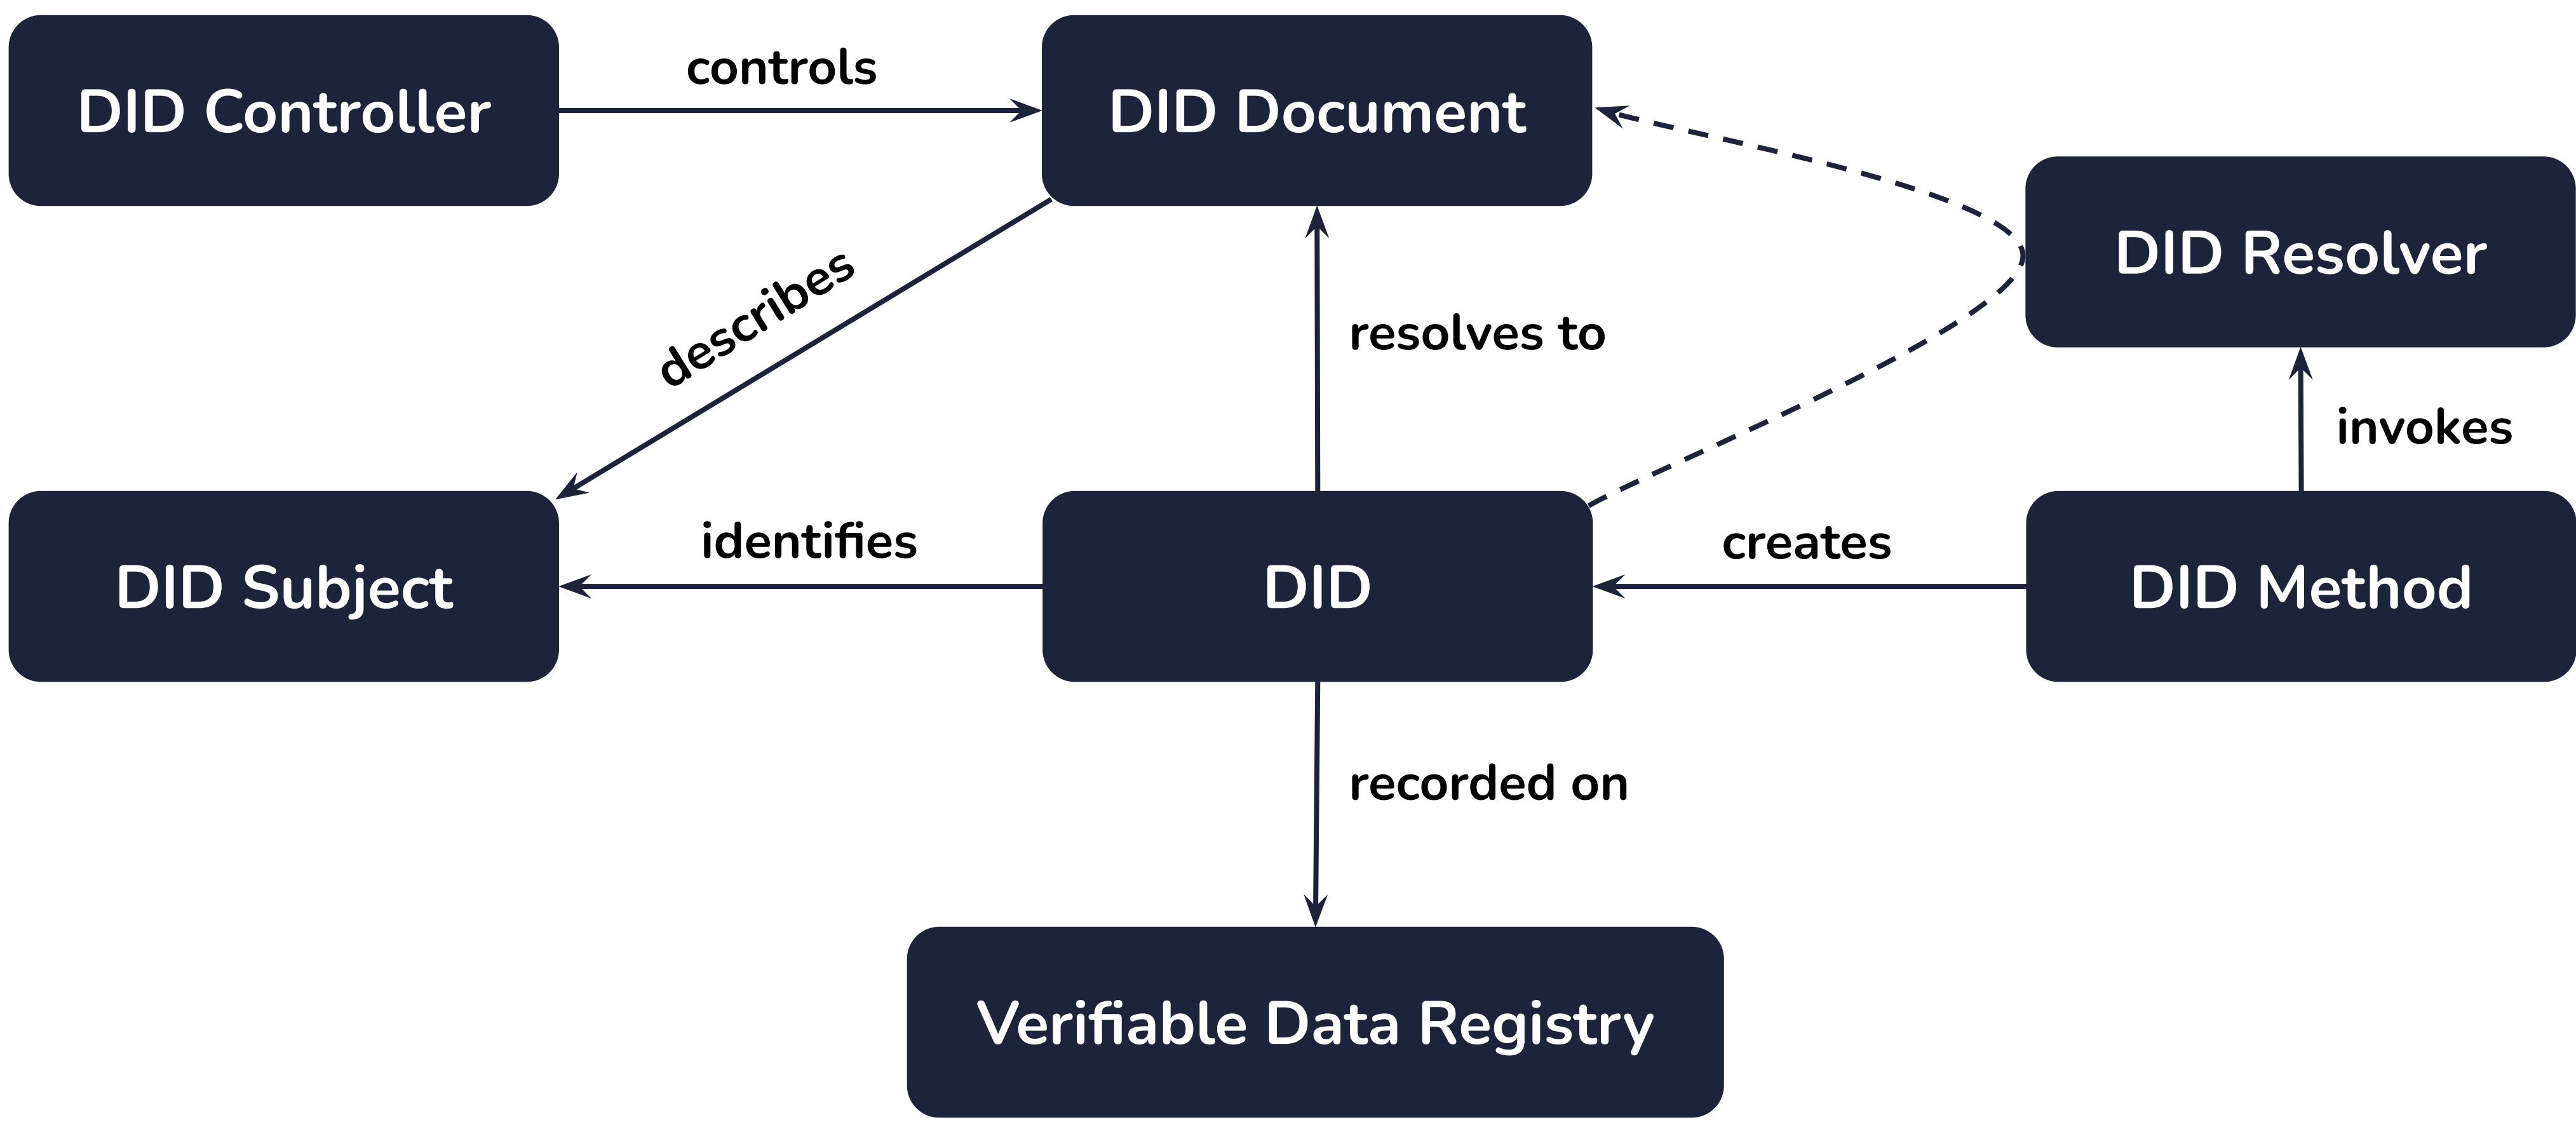 controls
DID Controller
DID Document
DID Resolver
describes
resolves to
invokes
identifies
creates
DID Subject
DID
DID Method
recorded on
Verifiable Data Registry